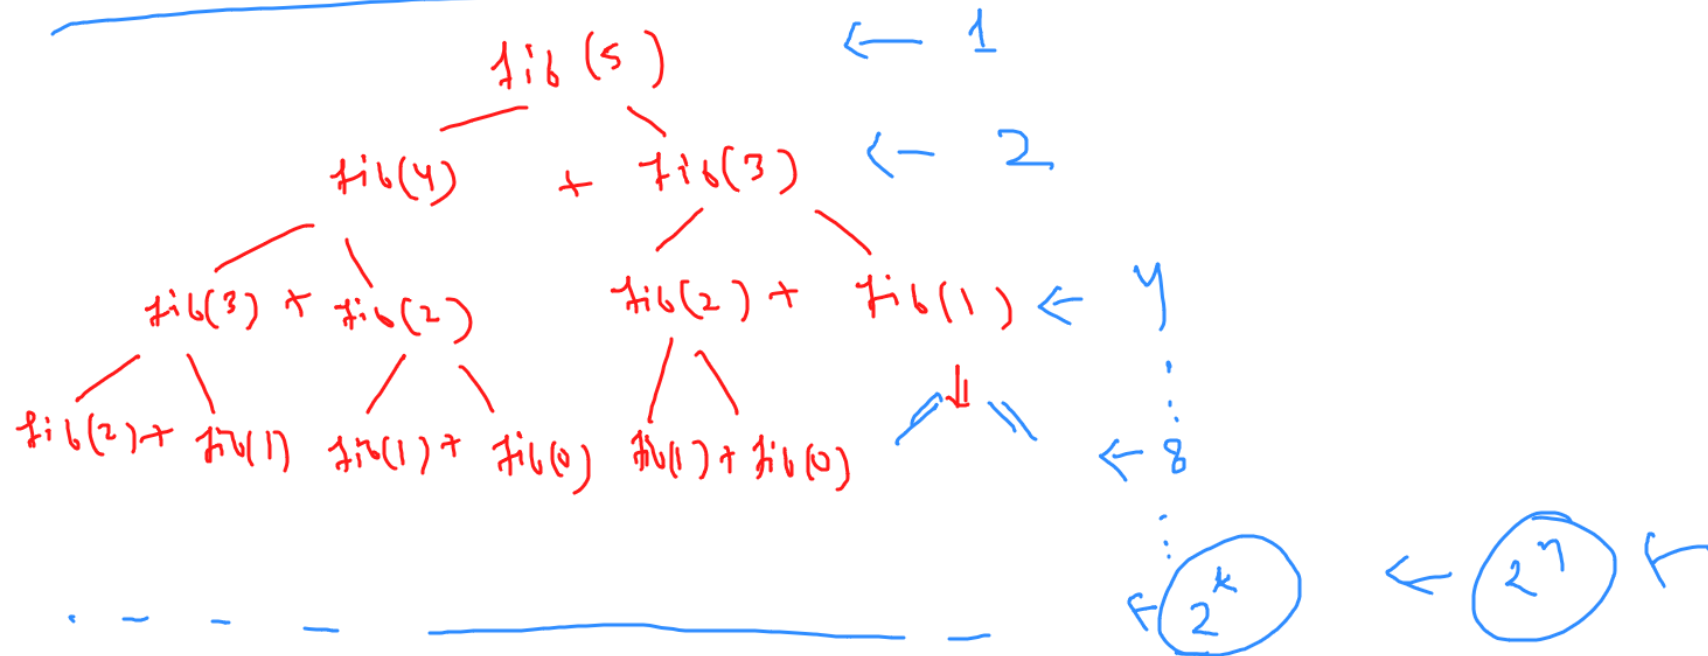 fib(5) ← 1
fib(4) + fib(3) ← 2
fib(3) + fib(2) fib(2) + fib(1) ← 4
fib(2) + fib(1) fib(1) + fib(0) fib(1) + fib(0) ← 8
← 2^k ← 2^n ←